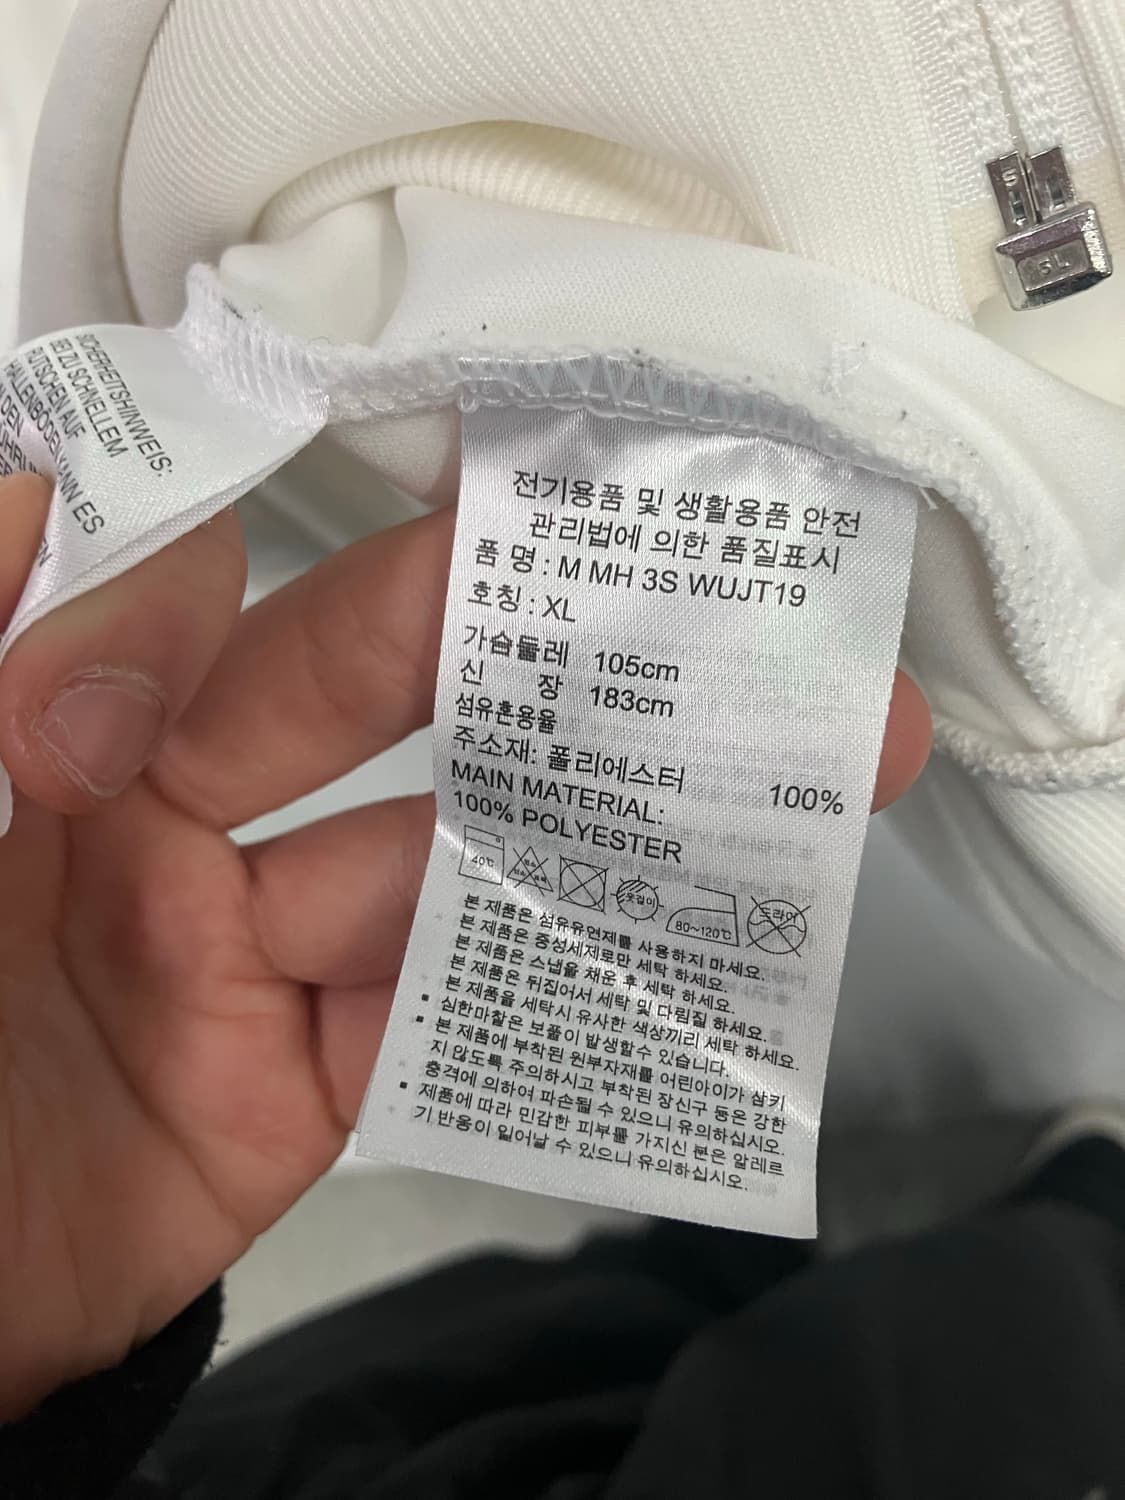 SICHERHEITSHINWEIS:
BEI ZU SCHNELLEM
RUTSCHEN AUF
HALLENBÖDEN KANN ES
전기용품 및 생활용품 안전
관리법에 의한 품질표시
품 명 : M MH 3S WUJT19
호칭 : XL
가슴둘레 105cm
신 장 183cm
섬유혼용율
주소재: 폴리에스터 100%
MAIN MATERIAL:
100% POLYESTER
40℃ 옷걸이 80~120℃ 드라이
본 제품은 섬유유연제를 사용하지 마세요.
본 제품은 중성세제로만 세탁 하세요.
본 제품은 스냅을 채운 후 세탁 하세요.
본 제품은 뒤집어서 세탁 및 다림질 하세요.
본 제품을 세탁시 유사한 색상끼리 세탁 하세요.
▪ 심한마찰은 보풀이 발생할수 있습니다.
▪ 본 제품에 부착된 원부자재를 어린아이가 삼키
지 않도록 주의하시고 부착된 장신구 등은 강한
충격에 의하여 파손될 수 있으니 유의하십시오.
▪ 제품에 따라 민감한 피부를 가지신 분은 알레르
기 반응이 일어날 수 있으니 유의하십시오.
SL